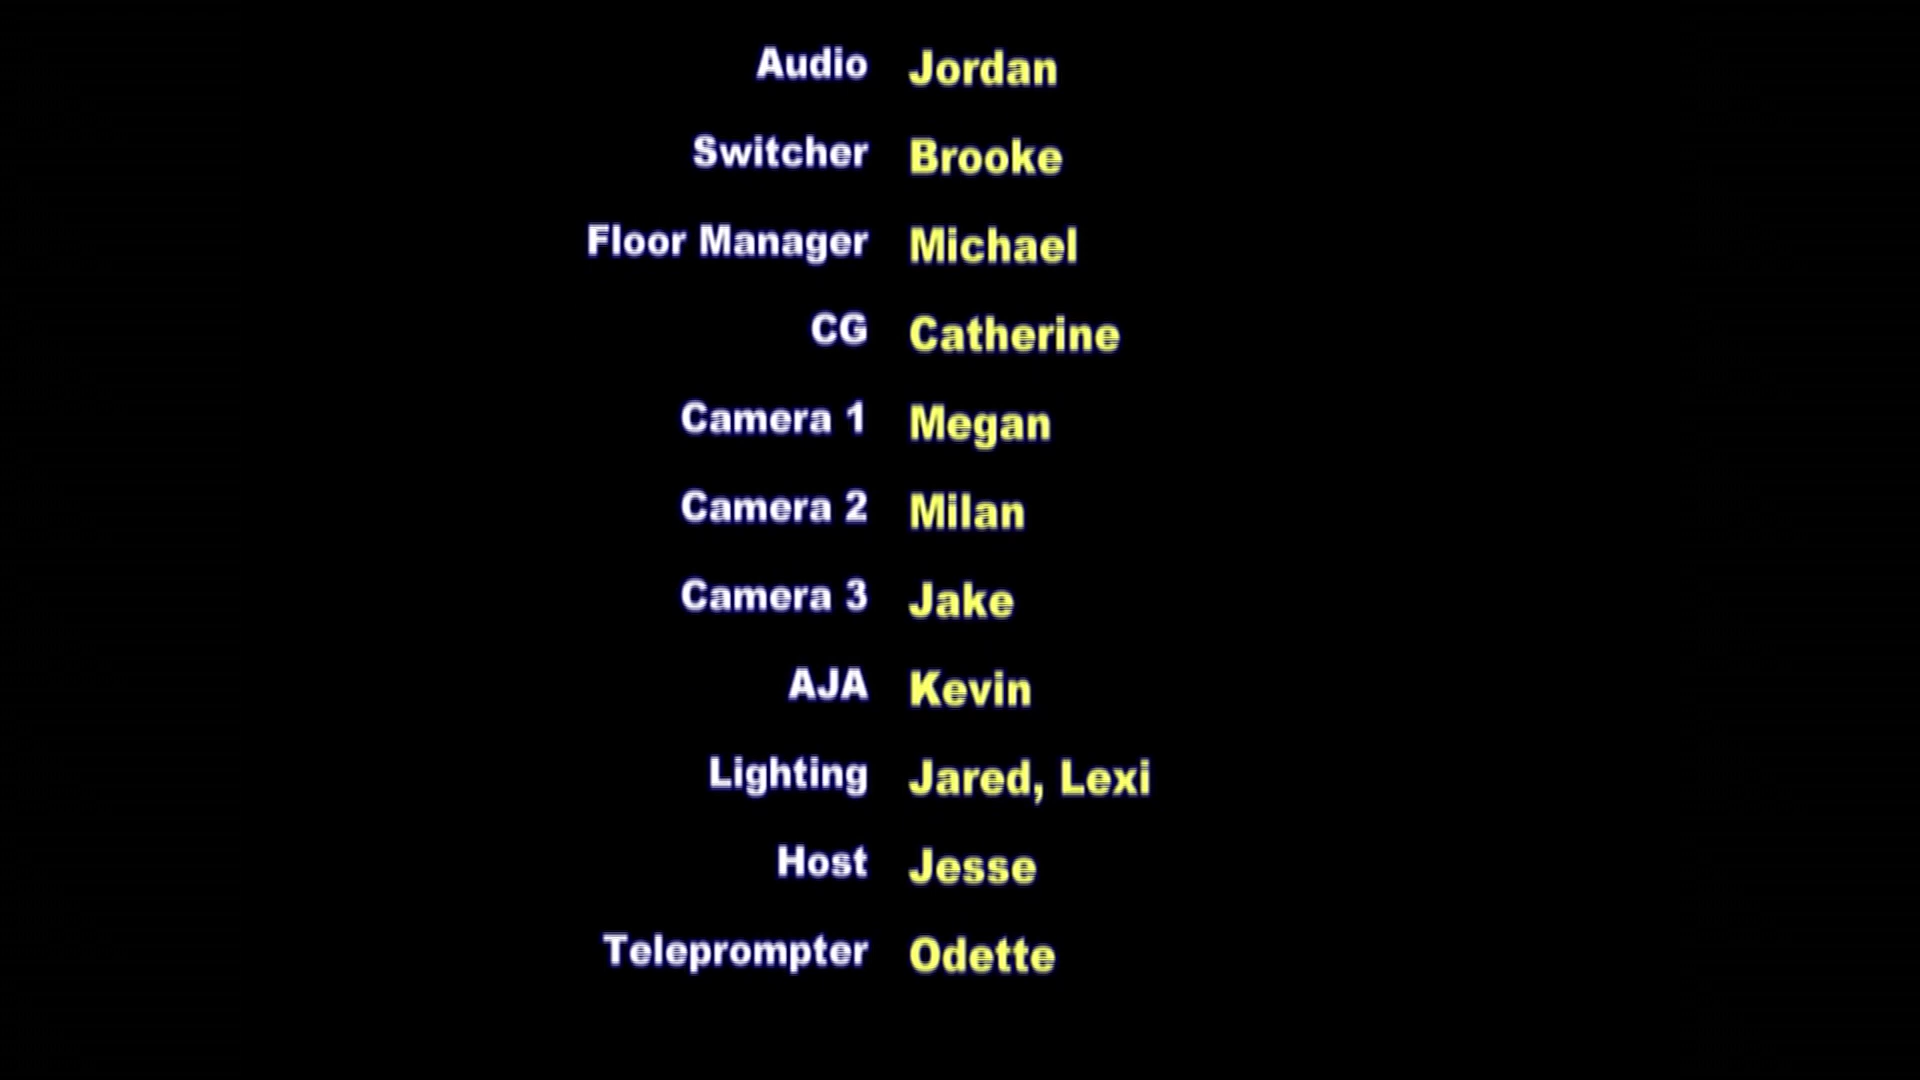 Audio Jordan
Switcher Brooke
Floor Manager Michael
CG Catherine
Camera 1 Megan
Camera 2 Milan
Camera 3 Jake
AJA Kevin
Lighting Jared, Lexi
Host Jesse
Teleprompter Odette